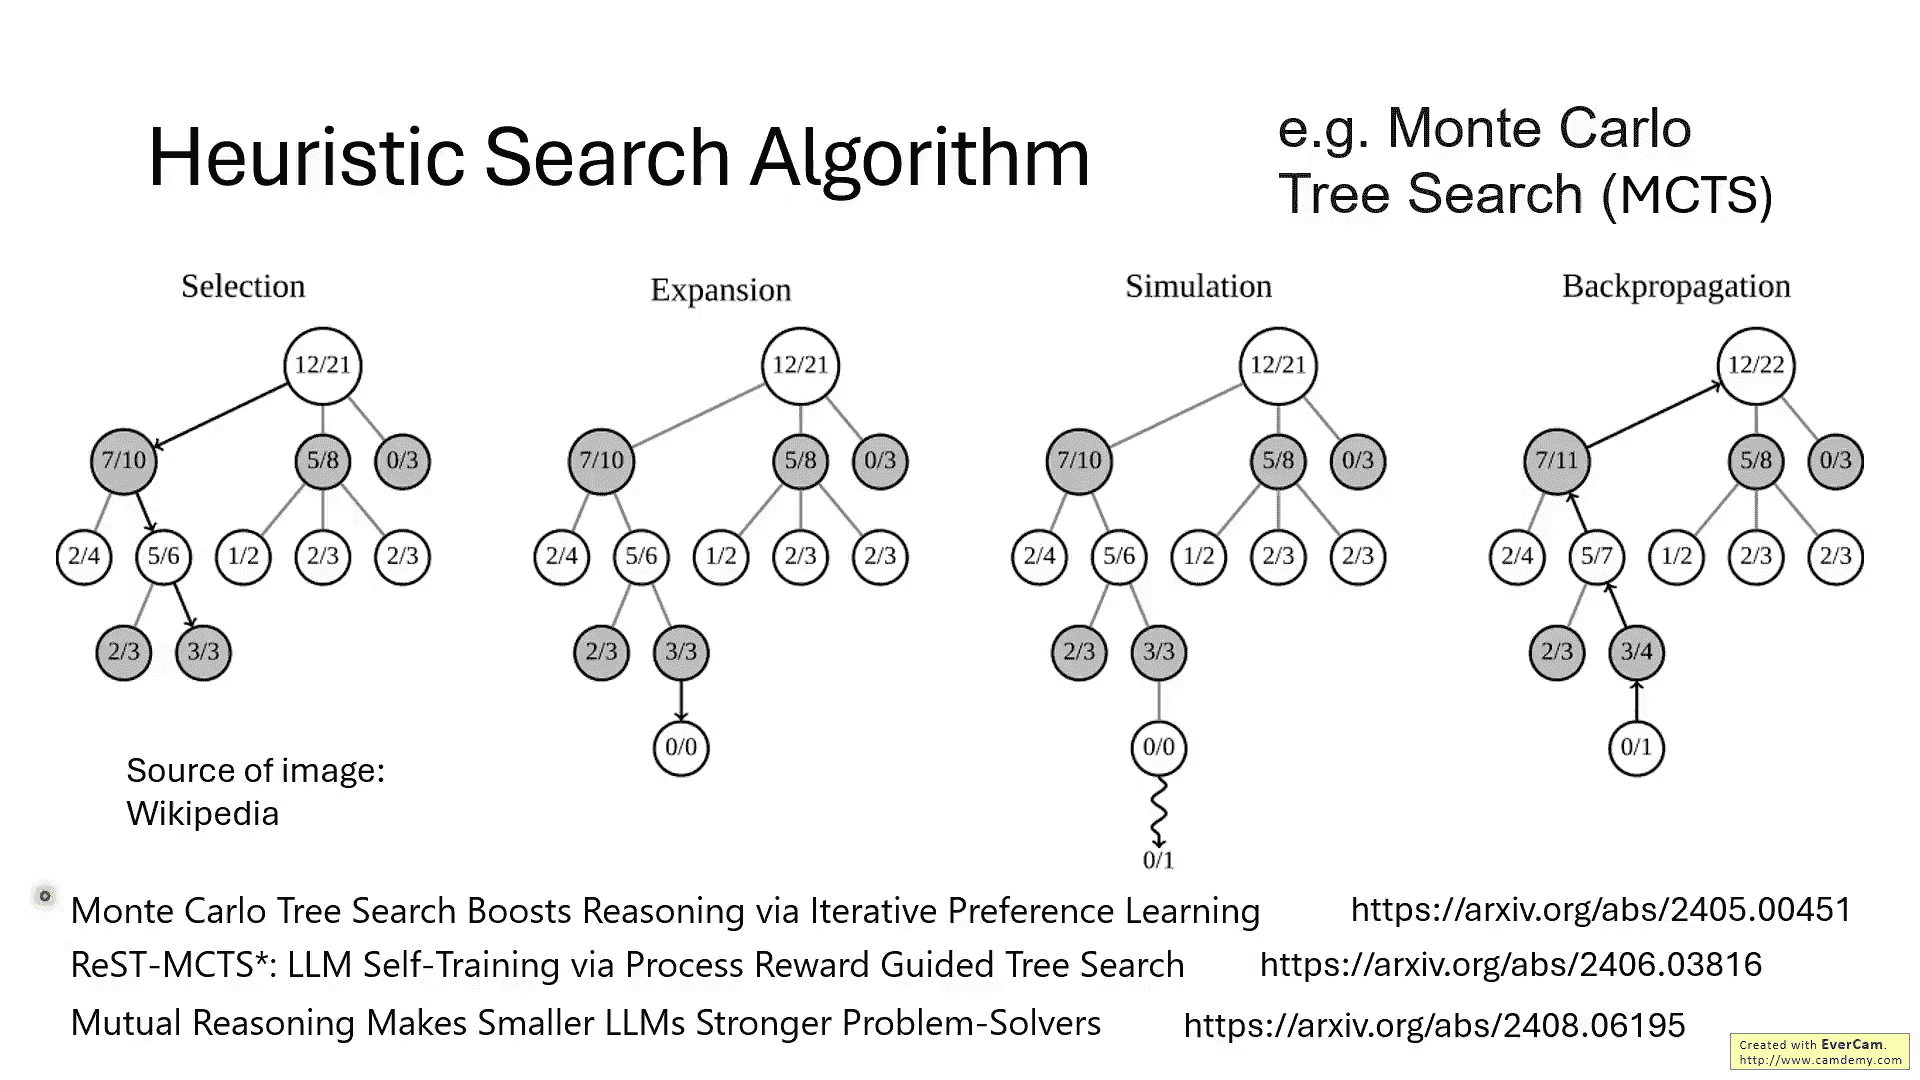 Heuristic Search Algorithm
e.g. Monte Carlo
Tree Search (MCTS)
Selection
12/21
7/10 5/8 0/3
2/4 5/6 1/2 2/3 2/3
2/3 3/3
Expansion
12/21
7/10 5/8 0/3
2/4 5/6 1/2 2/3 2/3
2/3 3/3
0/0
Simulation
12/21
7/10 5/8 0/3
2/4 5/6 1/2 2/3 2/3
2/3 3/3
0/0
0/1
Backpropagation
12/22
7/11 5/8 0/3
2/4 5/7 1/2 2/3 2/3
2/3 3/4
0/1
Source of image:
Wikipedia
Monte Carlo Tree Search Boosts Reasoning via Iterative Preference Learning https://arxiv.org/abs/2405.00451
ReST-MCTS*: LLM Self-Training via Process Reward Guided Tree Search https://arxiv.org/abs/2406.03816
Mutual Reasoning Makes Smaller LLMs Stronger Problem-Solvers https://arxiv.org/abs/2408.06195
Created with EverCam.
http://www.camdemy.com